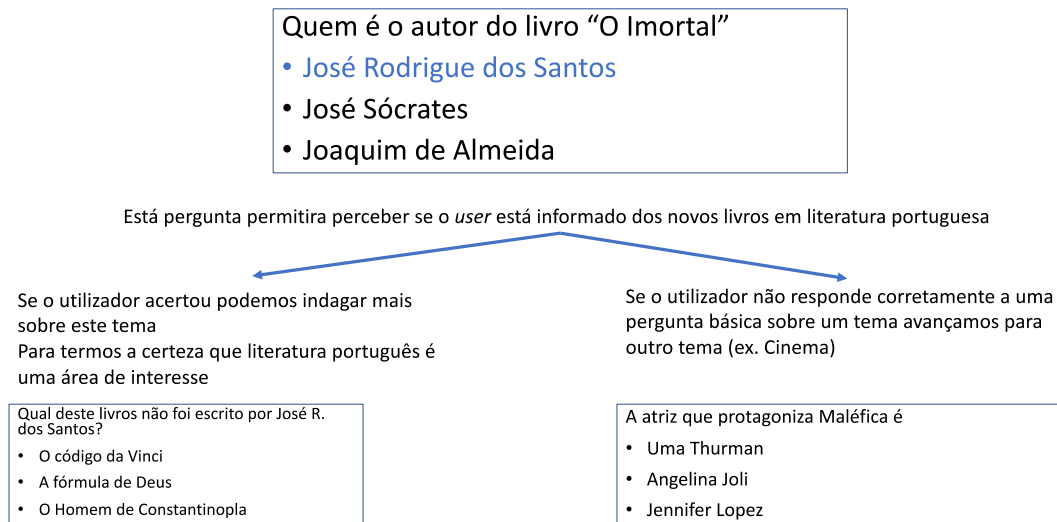 Quem é o autor do livro “O Imortal”
• José Rodrigue dos Santos
• José Sócrates
• Joaquim de Almeida
Está pergunta permitira perceber se o user está informado dos novos livros em literatura portuguesa
Se o utilizador acertou podemos indagar mais
sobre este tema
Para termos a certeza que literatura português é
uma área de interesse
Se o utilizador não responde corretamente a uma
pergunta básica sobre um tema avançamos para
outro tema (ex. Cinema)
Qual deste livros não foi escrito por José R.
dos Santos?
• O código da Vinci
• A fórmula de Deus
• O Homem de Constantinopla
A atriz que protagoniza Maléfica é
• Uma Thurman
• Angelina Joli
• Jennifer Lopez